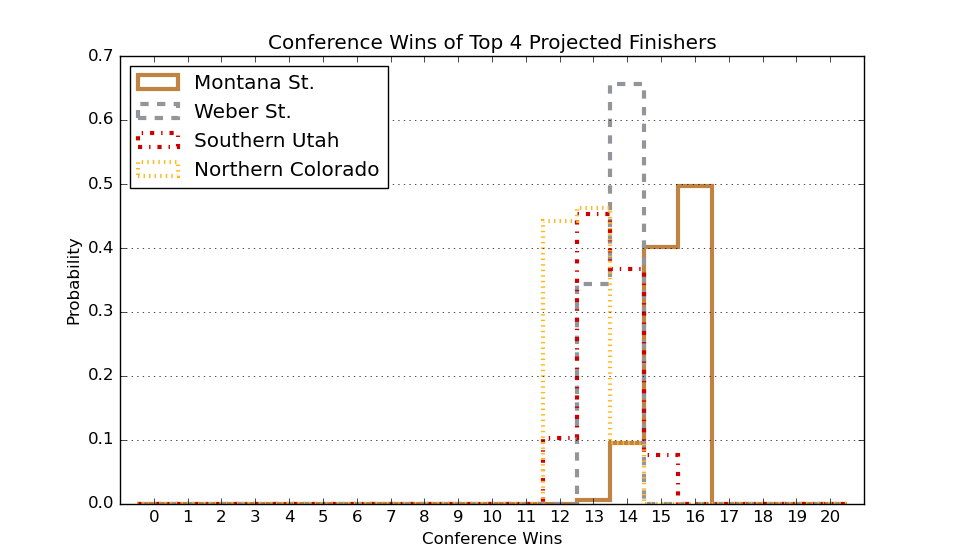 Conference Wins of Top 4 Projected Finishers
0.7
0.6
0.5
0.4
0.3
0.2
0.1
0.0
Probability
Montana St.
Weber St.
Southern Utah
Northern Colorado
0 1 2 3 4 5 6 7 8 9 10 11 12 13 14 15 16 17 18 19 20
Conference Wins